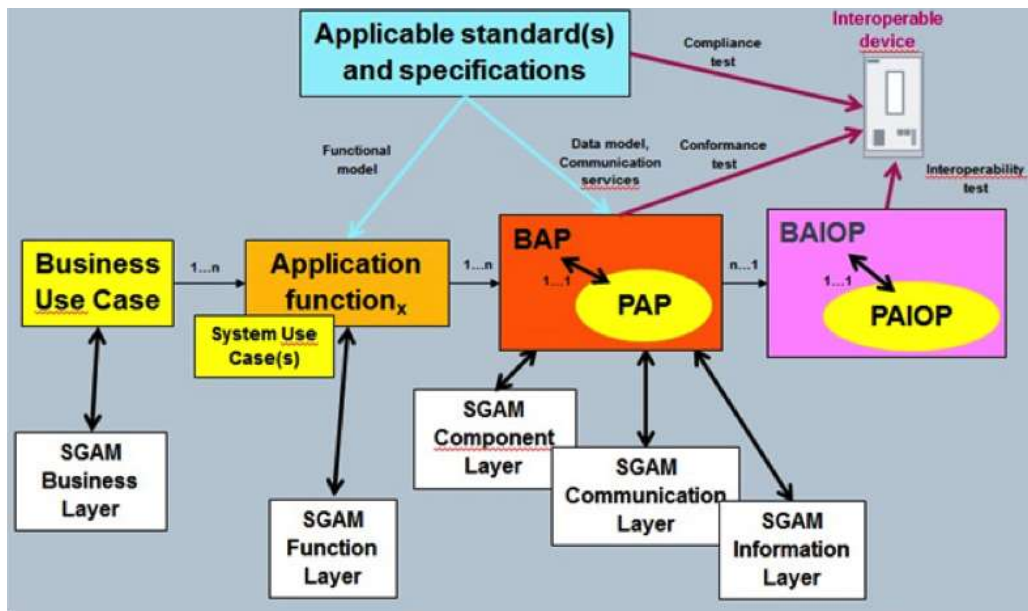 Applicable standard(s)
and specifications
Compliance
test
Interoperable
device
Functional
model
Data model,
Communication
services
Conformance
test
Interoperability
test
Business
Use Case
1...n
Application
function x
System Use
Case(s)
1...n
BAP
1...1
PAP
n...1
BAIOP
1...1
PAIOP
SGAM
Business
Layer
SGAM
Function
Layer
SGAM
Component
Layer
SGAM
Communication
Layer
SGAM
Information
Layer